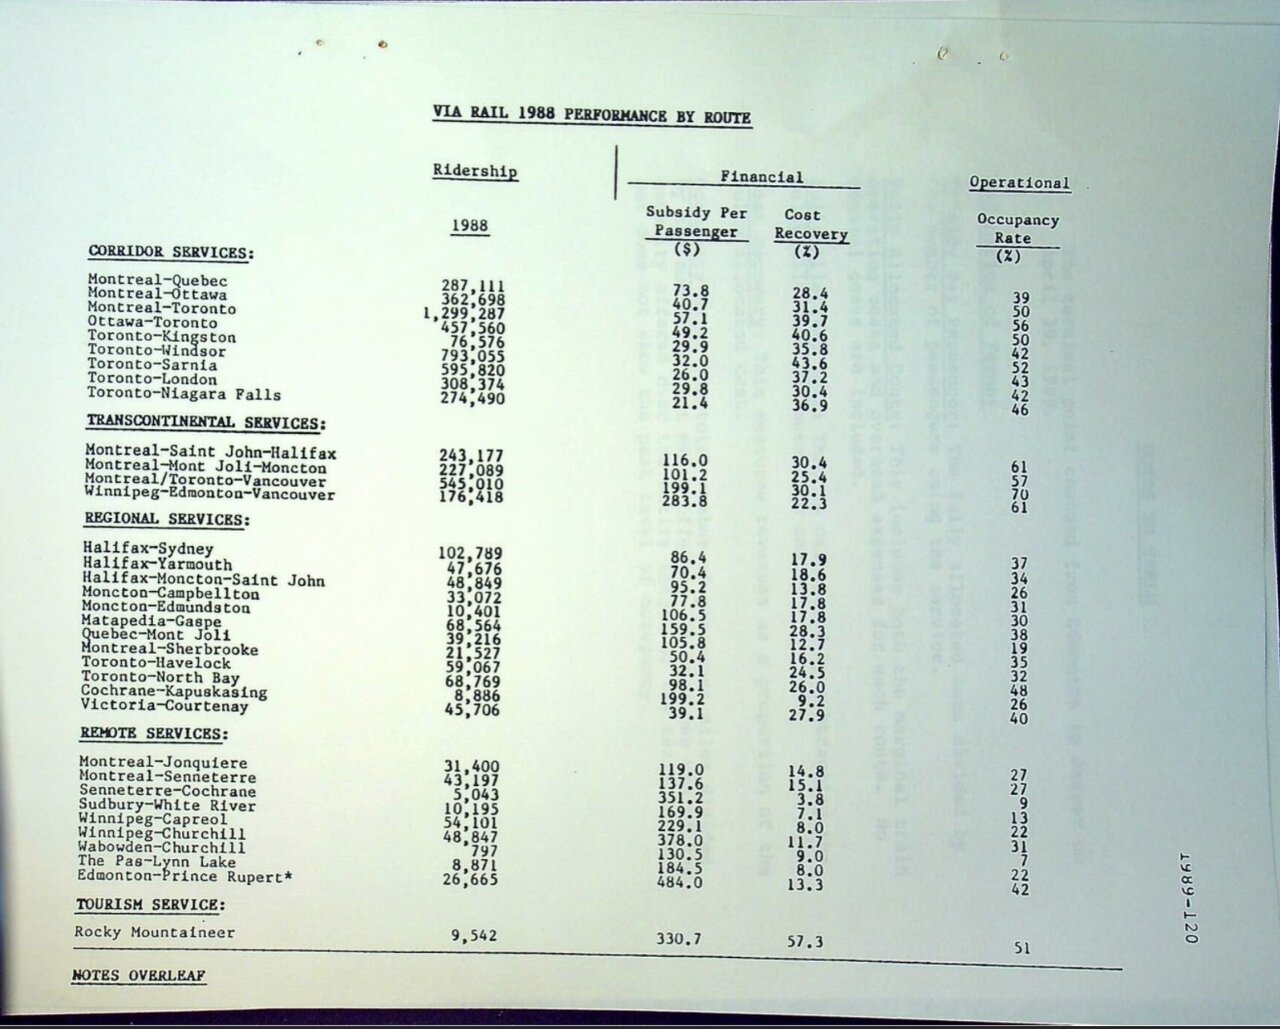 VIA RAIL 1988 PERFORMANCE BY ROUTE
Ridership Financial Operational
1988 Subsidy Per Passenger ($) Cost Recovery (%) Occupancy Rate (%)
CORRIDOR SERVICES:
Montreal-Quebec 287,111 73.8 28.4 39
Montreal-Ottawa 362,698 40.7 31.4 50
Montreal-Toronto 1,299,287 57.1 39.7 56
Ottawa-Toronto 457,560 49.2 40.6 50
Toronto-Kingston 76,576 29.9 35.8 42
Toronto-Windsor 793,055 32.0 43.6 52
Toronto-Sarnia 595,820 26.0 37.2 43
Toronto-London 308,374 29.8 30.4 42
Toronto-Niagara Falls 274,490 21.4 36.9 46
TRANSCONTINENTAL SERVICES:
Montreal-Saint John-Halifax 243,177 116.0 30.4 61
Montreal-Mont Joli-Moncton 227,089 101.2 25.4 57
Montreal/Toronto-Vancouver 545,010 199.1 30.1 70
Winnipeg-Edmonton-Vancouver 176,418 283.8 22.3 61
REGIONAL SERVICES:
Halifax-Sydney 102,789 86.4 17.9 37
Halifax-Yarmouth 47,676 70.4 18.6 34
Halifax-Moncton-Saint John 48,849 95.2 13.8 26
Moncton-Campbellton 33,072 77.8 17.8 31
Moncton-Edmundston 10,401 106.5 17.8 30
Matapedia-Gaspe 68,564 159.5 28.3 38
Quebec-Mont Joli 39,216 105.8 12.7 19
Montreal-Sherbrooke 21,527 50.4 16.2 35
Toronto-Havelock 59,067 32.1 24.5 32
Toronto-North Bay 68,769 98.1 26.0 48
Cochrane-Kapuskasing 8,886 199.2 9.2 26
Victoria-Courtenay 45,706 39.1 27.9 40
REMOTE SERVICES:
Montreal-Jonquiere 31,400 119.0 14.8 27
Montreal-Senneterre 43,197 137.6 15.1 27
Senneterre-Cochrane 5,043 351.2 3.8 9
Sudbury-White River 10,195 169.9 7.1 13
Winnipeg-Capreol 54,101 229.1 8.0 22
Winnipeg-Churchill 48,847 378.0 11.7 31
Wabowden-Churchill 797 130.5 9.0 7
The Pas-Lynn Lake 8,871 184.5 8.0 22
Edmonton-Prince Rupert* 26,665 484.0 13.3 42
TOURISM SERVICE:
Rocky Mountaineer 9,542 330.7 57.3 51
NOTES OVERLEAF
1989-120